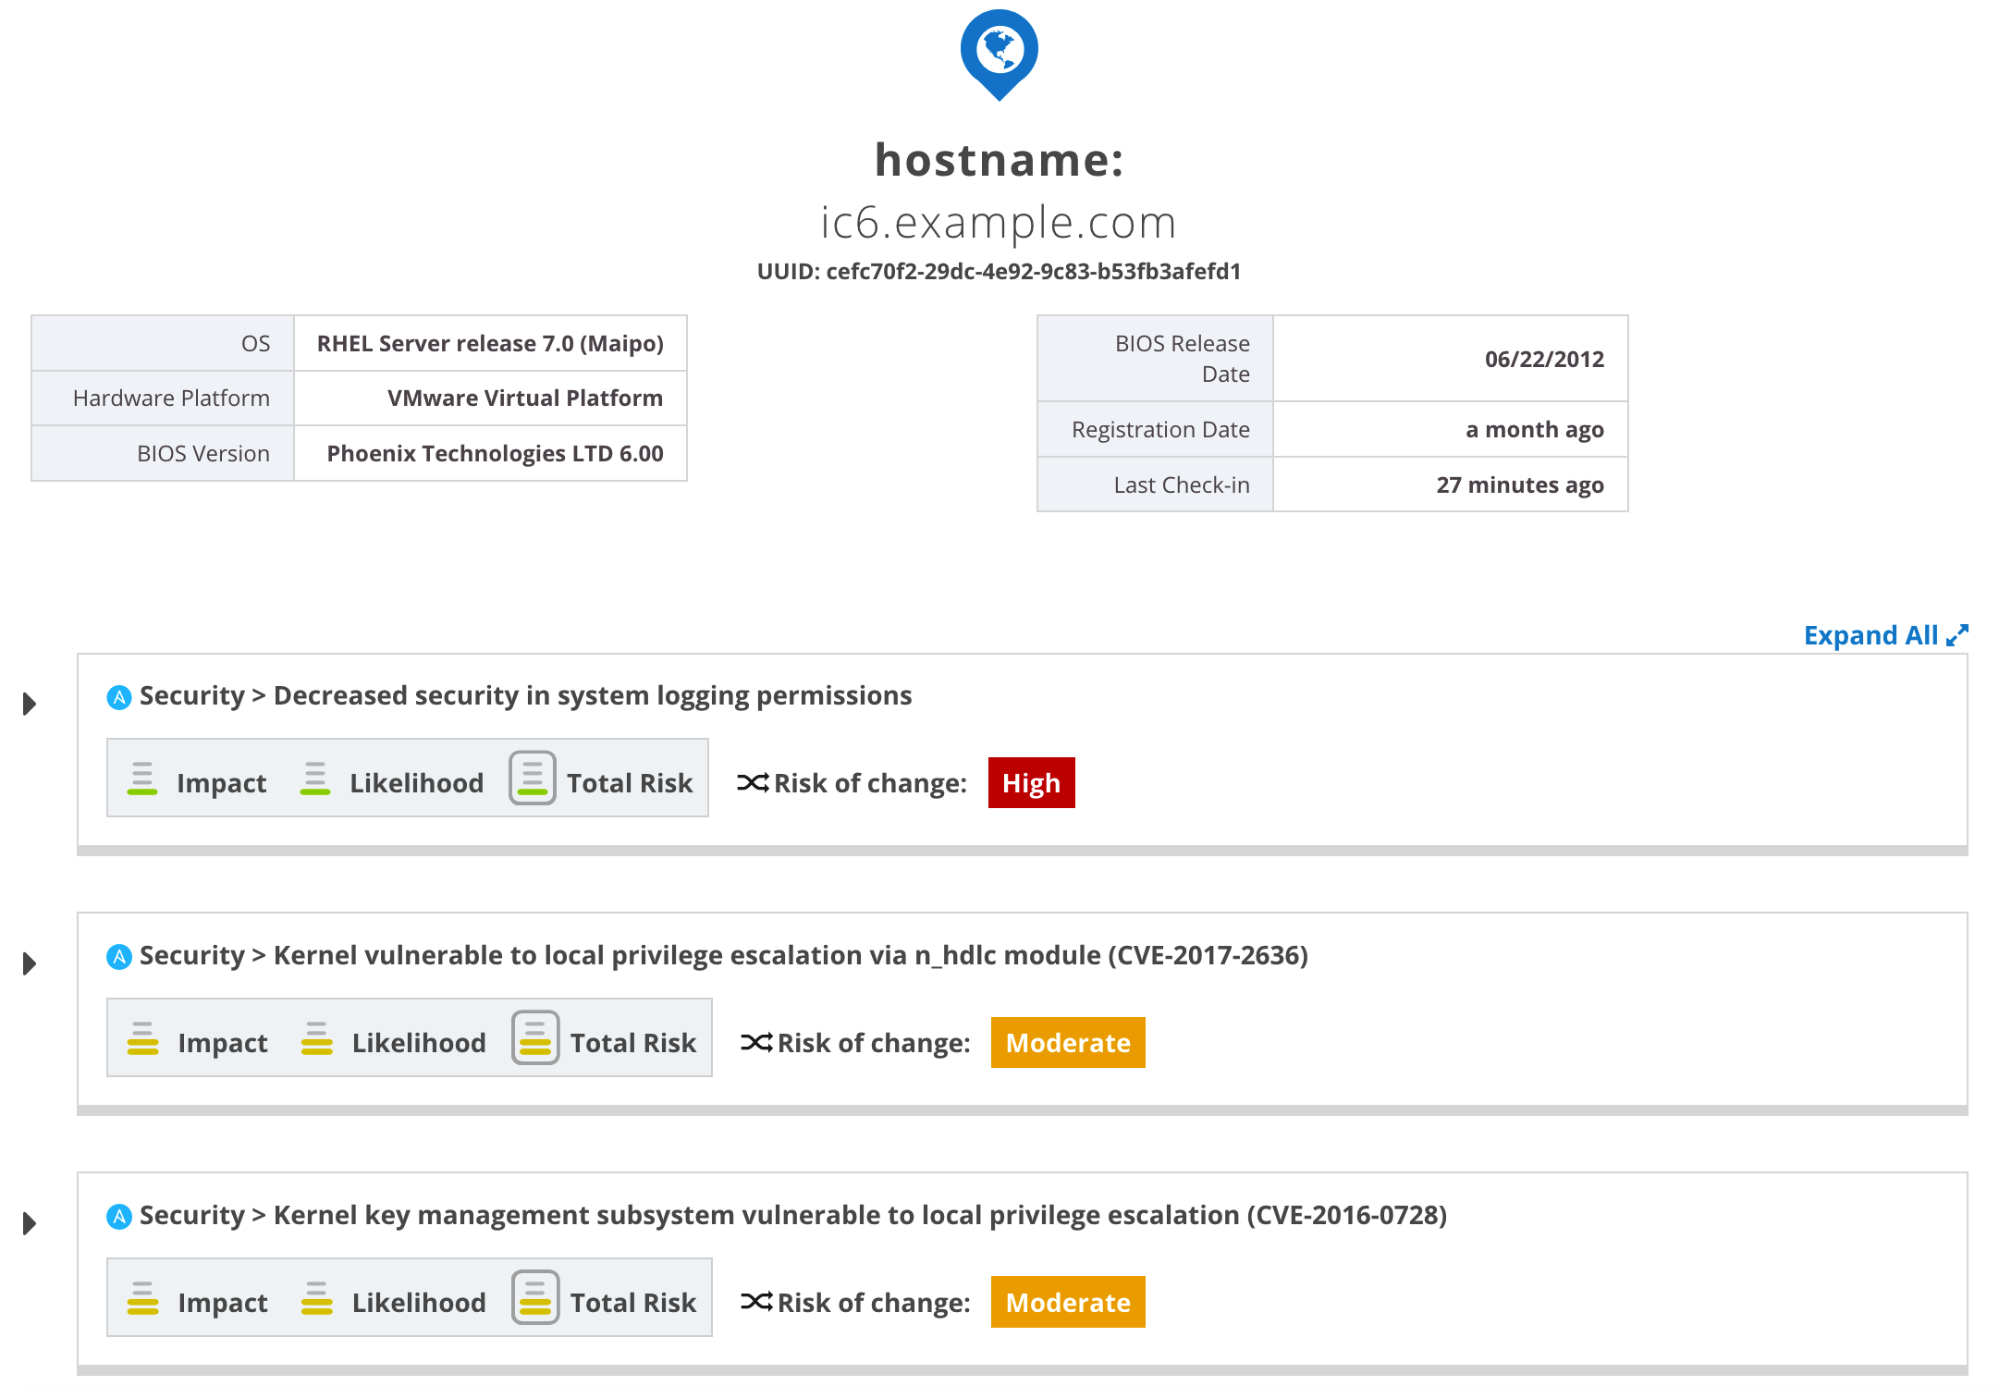 hostname:
ic6.example.com
UUID: cefc70f2-29dc-4e92-9c83-b53fb3afefd1
OS RHEL Server release 7.0 (Maipo)
Hardware Platform VMware Virtual Platform
BIOS Version Phoenix Technologies LTD 6.00
BIOS Release
Date 06/22/2012
Registration Date a month ago
Last Check-in 27 minutes ago
Expand All
Security > Decreased security in system logging permissions
Impact Likelihood Total Risk Risk of change: High
Security > Kernel vulnerable to local privilege escalation via n_hdlc module (CVE-2017-2636)
Impact Likelihood Total Risk Risk of change: Moderate
Security > Kernel key management subsystem vulnerable to local privilege escalation (CVE-2016-0728)
Impact Likelihood Total Risk Risk of change: Moderate